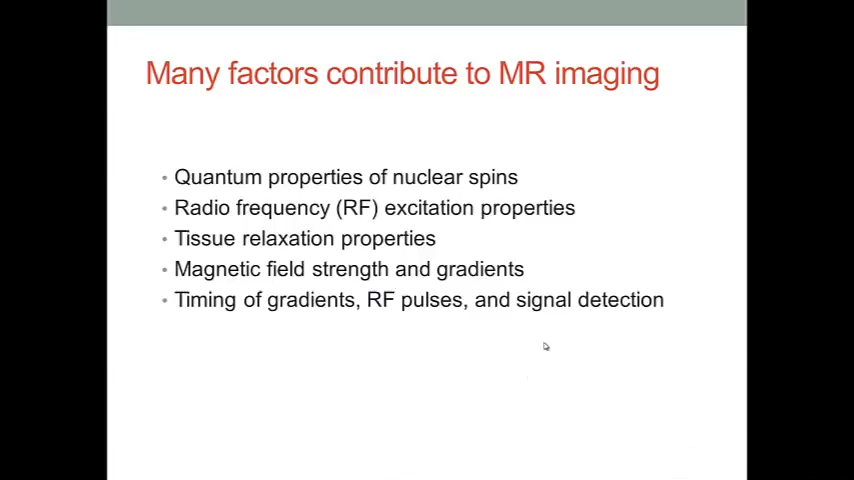 Many factors contribute to MR imaging
• Quantum properties of nuclear spins
• Radio frequency (RF) excitation properties
• Tissue relaxation properties
• Magnetic field strength and gradients
• Timing of gradients, RF pulses, and signal detection